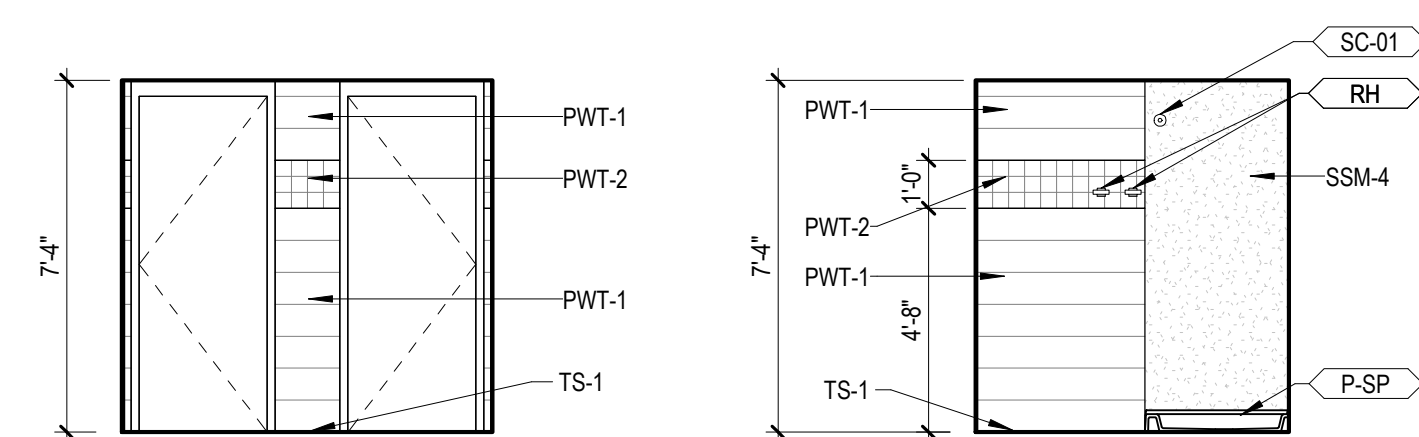 PWT-1
PWT-2
7'-4"
PWT-1
TS-1
SC-01
RH
PWT-1
1'-0"
SSM-4
PWT-2
7'-4"
PWT-1
4'-8"
TS-1
P-SP